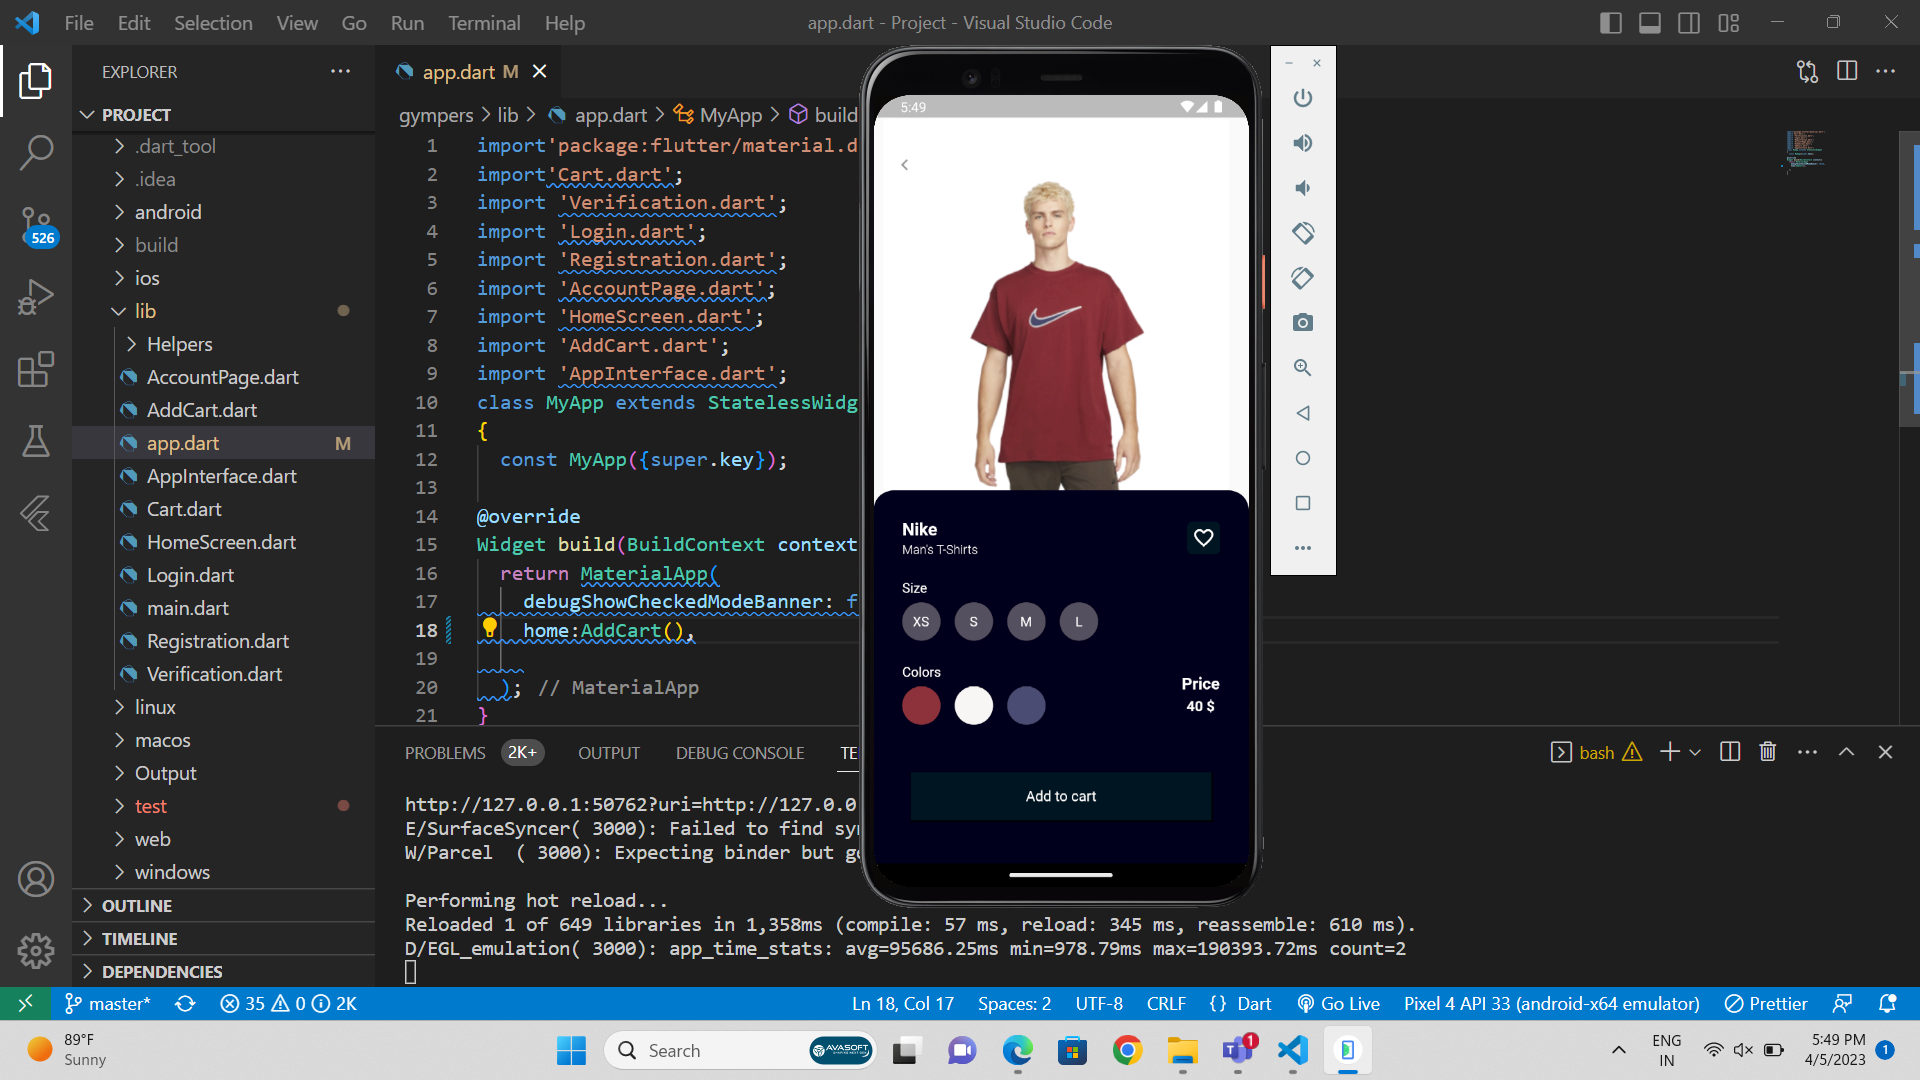 File Edit Selection View Go Run Terminal Help
app.dart - Project - Visual Studio Code
EXPLORER
PROJECT
.dart_tool
.idea
android
build
ios
lib
Helpers
AccountPage.dart
AddCart.dart
app.dart M
AppInterface.dart
Cart.dart
HomeScreen.dart
Login.dart
main.dart
Registration.dart
Verification.dart
linux
macos
Output
test
web
windows
OUTLINE
TIMELINE
DEPENDENCIES
526
app.dart M
gympers > lib > app.dart > MyApp > build
1 import'package:flutter/material.d
2 import'Cart.dart';
3 import 'Verification.dart';
4 import 'Login.dart';
5 import 'Registration.dart';
6 import 'AccountPage.dart';
7 import 'HomeScreen.dart';
8 import 'AddCart.dart';
9 import 'AppInterface.dart';
10 class MyApp extends StatelessWidg
11 {
12 const MyApp({super.key});
13
14 @override
15 Widget build(BuildContext context
16 return MaterialApp(
17 debugShowCheckedModeBanner: f
18 home:AddCart(),
19
20 ); // MaterialApp
21 }
5:49
Nike
Man's T-Shirts
Size
XS S M L
Colors
Price
40 $
Add to cart
PROBLEMS 2K+ OUTPUT DEBUG CONSOLE TE
bash
http://127.0.0.1:50762?uri=http://127.0.0
E/SurfaceSyncer( 3000): Failed to find sy
W/Parcel ( 3000): Expecting binder but g
Performing hot reload...
Reloaded 1 of 649 libraries in 1,358ms (compile: 57 ms, reload: 345 ms, reassemble: 610 ms).
D/EGL_emulation( 3000): app_time_stats: avg=95686.25ms min=978.79ms max=190393.72ms count=2
master* 35 0 2K
Ln 18, Col 17 Spaces: 2 UTF-8 CRLF {} Dart Go Live Pixel 4 API 33 (android-x64 emulator) Prettier
89°F
Sunny
Search
AVASOFT
1
ENG
IN
5:49 PM
4/5/2023
1